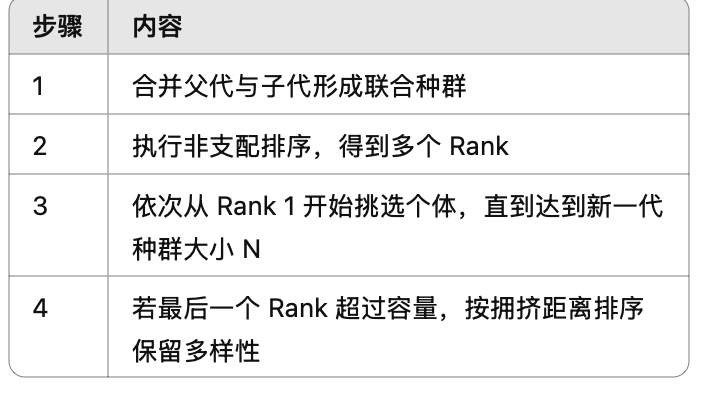 步骤 内容
1 合并父代与子代形成联合种群
2 执行非支配排序，得到多个 Rank
3 依次从 Rank 1 开始挑选个体，直到达到新一代
种群大小 N
4 若最后一个 Rank 超过容量，按拥挤距离排序
保留多样性